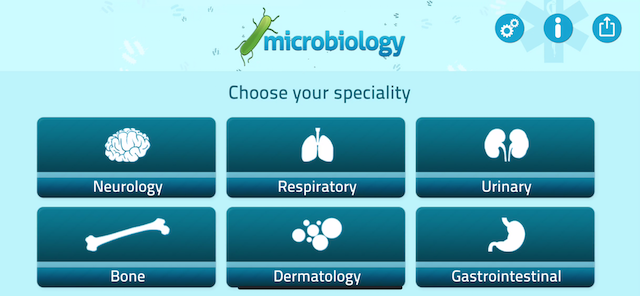 microbiology
Choose your speciality
Neurology
Respiratory
Urinary
Bone
Dermatology
Gastrointestinal